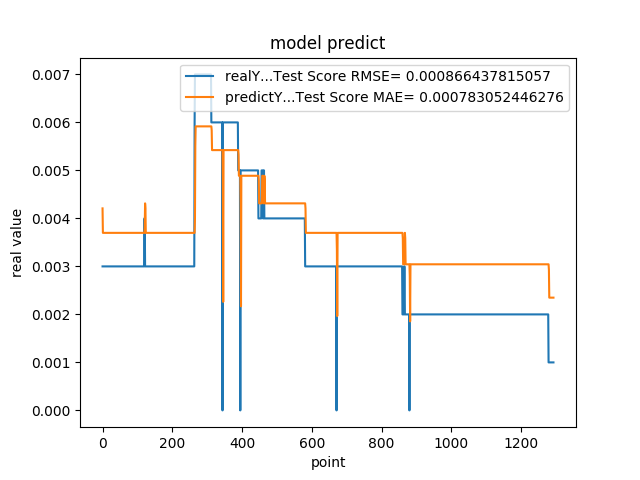 model predict
realY...Test Score RMSE= 0.000866437815057
predictY...Test Score MAE= 0.000783052446276
0.007
0.006
0.005
0.004
0.003
0.002
0.001
0.000
real value
0 200 400 600 800 1000 1200
point